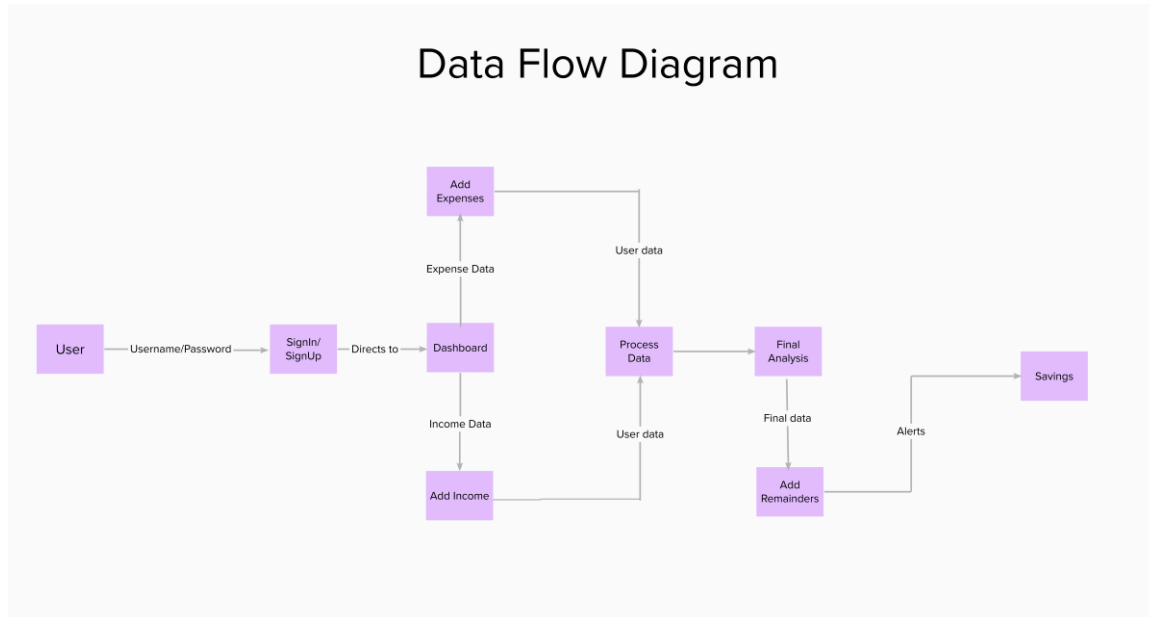 Data Flow Diagram
Add
Expenses
User data
Expense Data
User
Username/Password
SignIn/
SignUp
Directs to
Dashboard
Process
Data
Final
Analysis
Savings
Income Data
User data
Final data
Alerts
Add Income
Add
Remainders